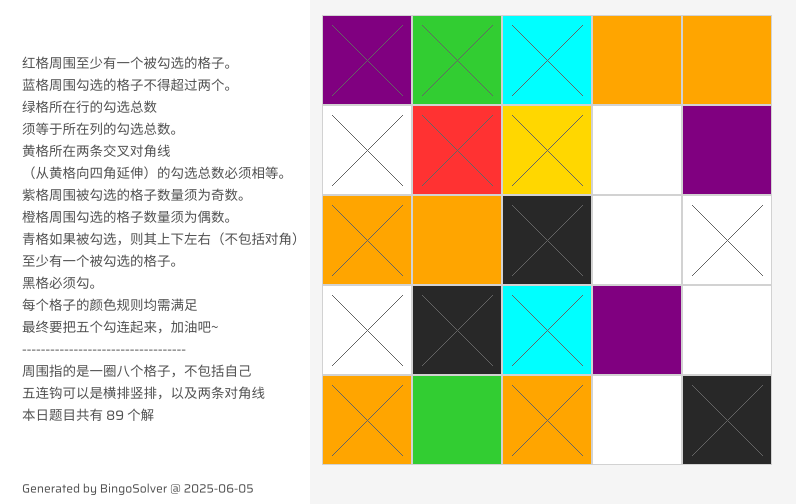 红格周围至少有一个被勾选的格子。
蓝格周围勾选的格子不得超过两个。
绿格所在行的勾选总数
须等于所在列的勾选总数。
黄格所在两条交叉对角线
（从黄格向四角延伸）的勾选总数必须相等。
紫格周围被勾选的格子数量须为奇数。
橙格周围勾选的格子数量须为偶数。
青格如果被勾选，则其上下左右（不包括对角）
至少有一个被勾选的格子。
黑格必须勾。
每个格子的颜色规则均需满足
最终要把五个勾连起来，加油吧~
-----------------------------------
周围指的是一圈八个格子，不包括自己
五连钩可以是横排竖排，以及两条对角线
本日题目共有 89 个解
Generated by BingoSolver @ 2025-06-05